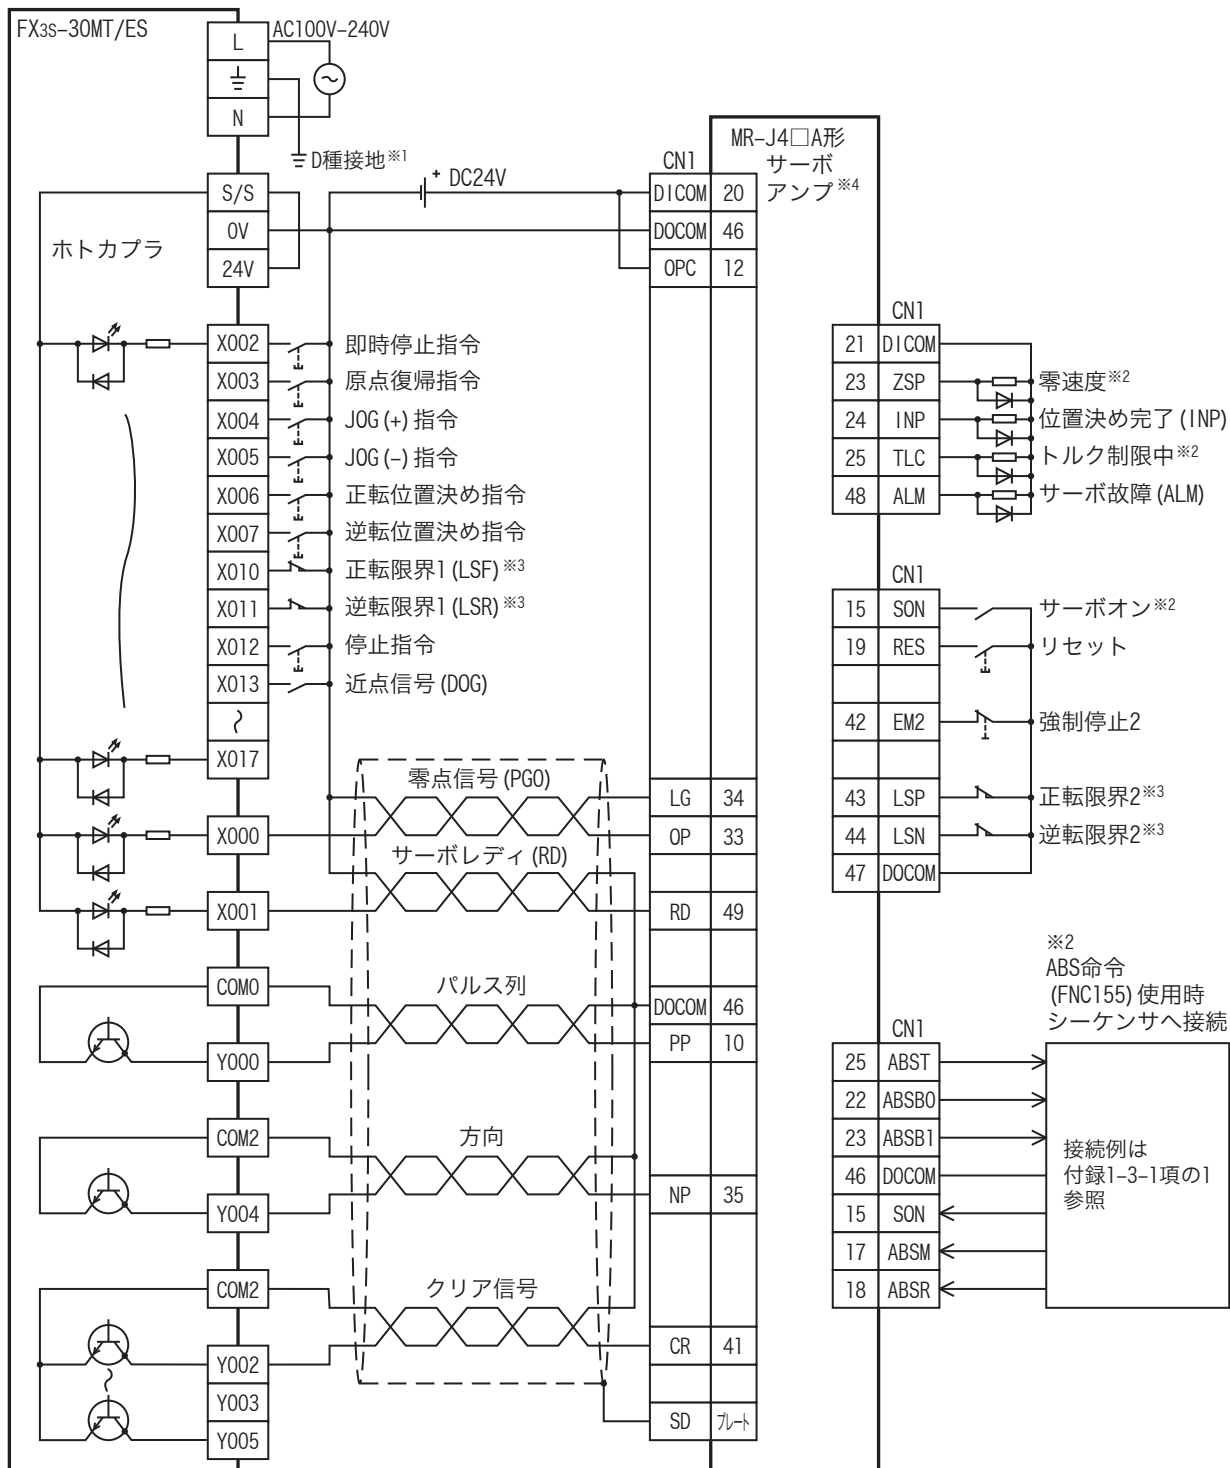 FX3S-30MT/ES
L
AC100V-240V
N
D種接地※1
S/S
0V
24V
DC24V
+
ホトカプラ
CN1
MR-J4□A形
サーボ
アンプ※4
DICOM 20
DOCOM 46
OPC 12
X002 即時停止指令
X003 原点復帰指令
X004 JOG(+)指令
X005 JOG(-)指令
X006 正転位置決め指令
X007 逆転位置決め指令
X010 正転限界1(LSF)※3
X011 逆転限界1(LSR)※3
X012 停止指令
X013 近点信号(DOG)
X017
X000
X001
零点信号(PG0)
LG 34
OP 33
サーボレディ(RD)
RD 49
COM0
Y000
パルス列
DOCOM 46
PP 10
COM2
Y004
方向
NP 35
COM2
Y002
Y003
Y005
クリア信号
CR 41
SD プレート
CN1
21 DICOM
23 ZSP 零速度※2
24 INP 位置決め完了(INP)
25 TLC トルク制限中※2
48 ALM サーボ故障(ALM)
CN1
15 SON サーボオン※2
19 RES リセット
42 EM2 強制停止2
43 LSP 正転限界2※3
44 LSN 逆転限界2※3
47 DOCOM
※2
ABS命令
(FNC155)使用時
シーケンサへ接続
CN1
25 ABST
22 ABSB0
23 ABSB1
46 DOCOM
15 SON
17 ABSM
18 ABSR
接続例は
付録1-3-1項の1
参照